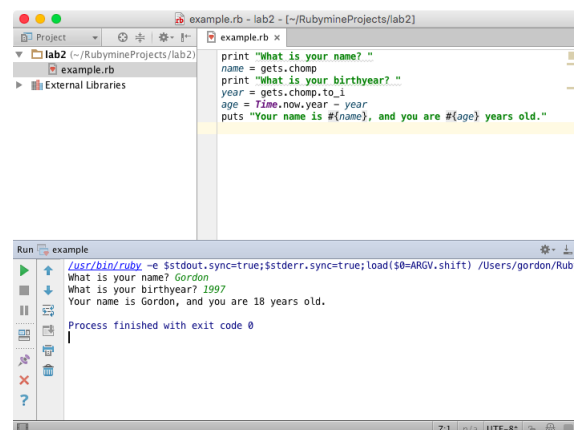 example.rb - lab2 - [~/RubymineProjects/lab2]
Project
example.rb ×
lab2 (~/RubymineProjects/lab2)
example.rb
External Libraries
print "What is your name? "
name = gets.chomp
print "What is your birthyear? "
year = gets.chomp.to_i
age = Time.now.year - year
puts "Your name is #{name}, and you are #{age} years old."
Run example
/usr/bin/ruby -e $stdout.sync=true;$stderr.sync=true;load($0=ARGV.shift) /Users/gordon/Rub
What is your name? Gordon
What is your birthyear? 1997
Your name is Gordon, and you are 18 years old.
Process finished with exit code 0
7:1 n/a UTF-8